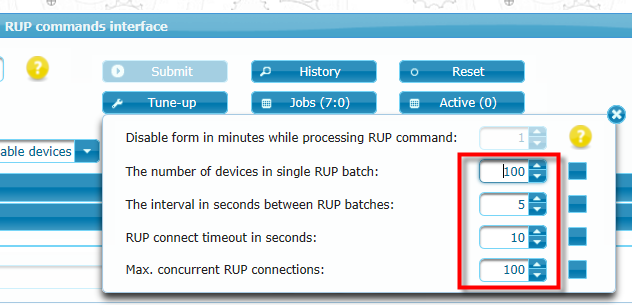 RUP commands interface
?
Submit
History
Reset
Tune-up
Jobs (7:0)
Active (0)
able devices
Disable form in minutes while processing RUP command: 1 ?
The number of devices in single RUP batch: 100
The interval in seconds between RUP batches: 5
RUP connect timeout in seconds: 10
Max. concurrent RUP connections: 100